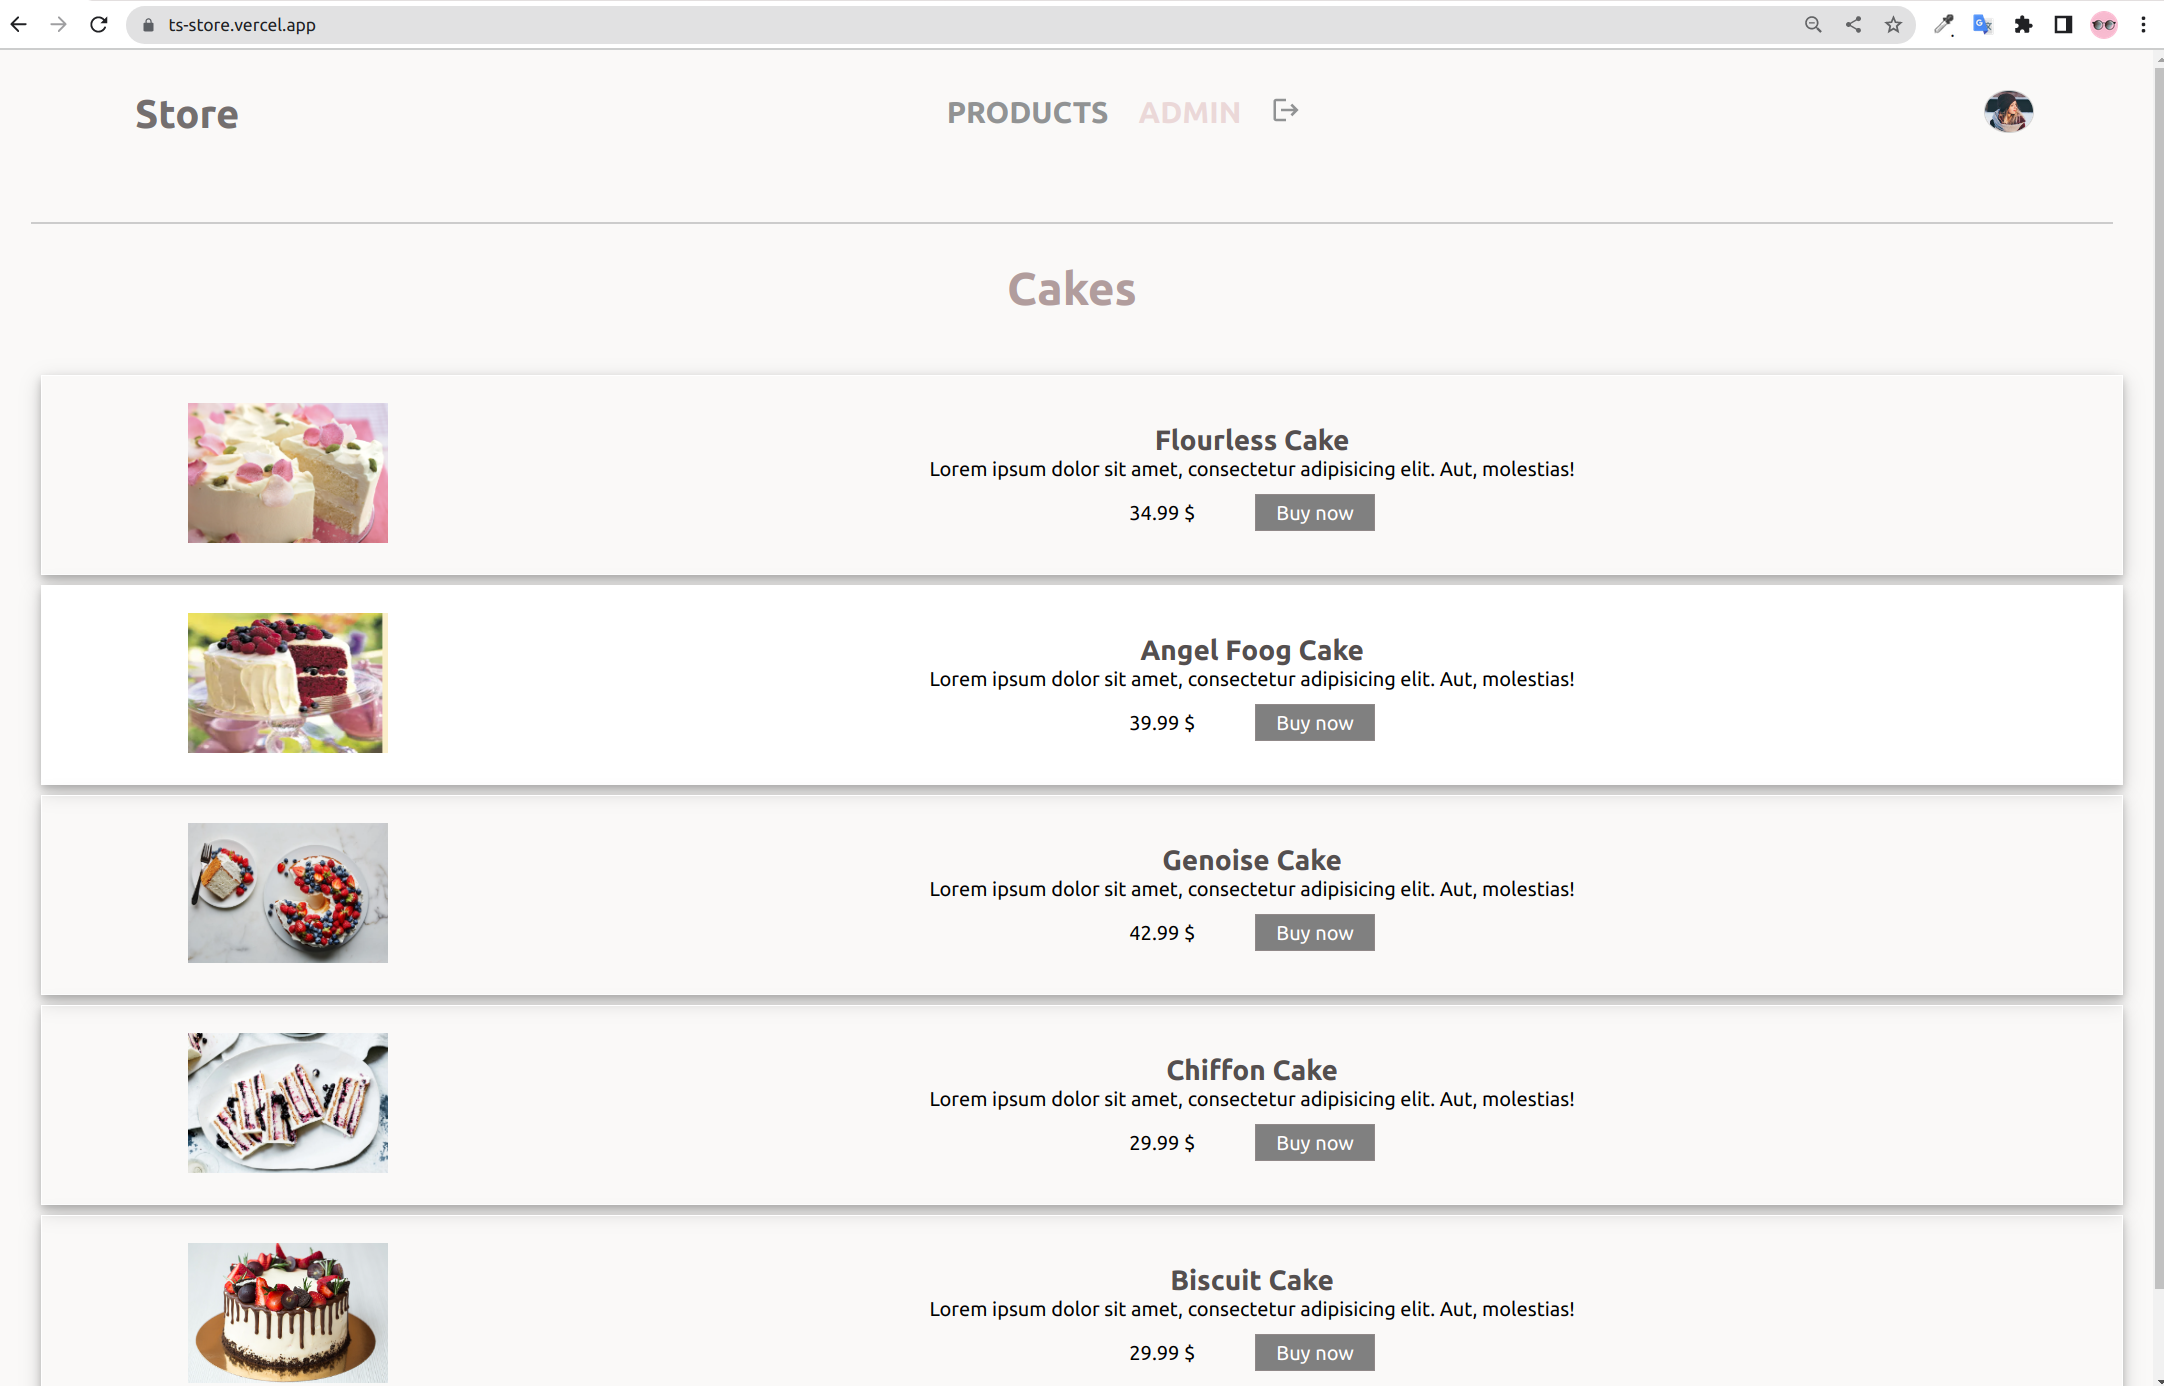 ts-store.vercel.app
Store
PRODUCTS ADMIN
Cakes
Flourless Cake
Lorem ipsum dolor sit amet, consectetur adipisicing elit. Aut, molestias!
34.99 $ Buy now
Angel Foog Cake
Lorem ipsum dolor sit amet, consectetur adipisicing elit. Aut, molestias!
39.99 $ Buy now
Genoise Cake
Lorem ipsum dolor sit amet, consectetur adipisicing elit. Aut, molestias!
42.99 $ Buy now
Chiffon Cake
Lorem ipsum dolor sit amet, consectetur adipisicing elit. Aut, molestias!
29.99 $ Buy now
Biscuit Cake
Lorem ipsum dolor sit amet, consectetur adipisicing elit. Aut, molestias!
29.99 $ Buy now